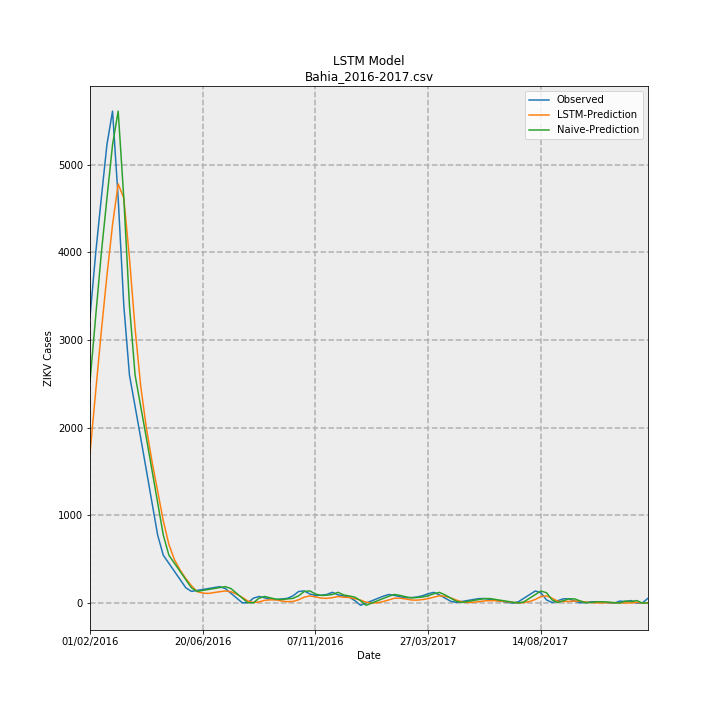 LSTM Model
Bahia_2016-2017.csv
Observed
LSTM-Prediction
Naive-Prediction
5000
4000
3000
2000
1000
0
ZIKV Cases
01/02/2016 20/06/2016 07/11/2016 27/03/2017 14/08/2017
Date